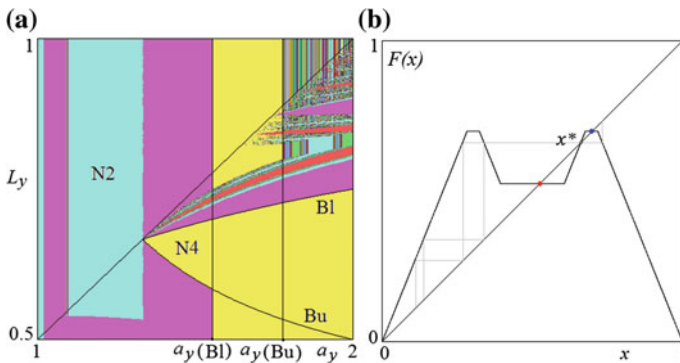 (a)
1
N2
L_y
N4
Bl
Bu
0.5
1
a_y(Bl)
a_y(Bu)
a_y
2
(b)
1
F(x)
x*
0
0
x
1